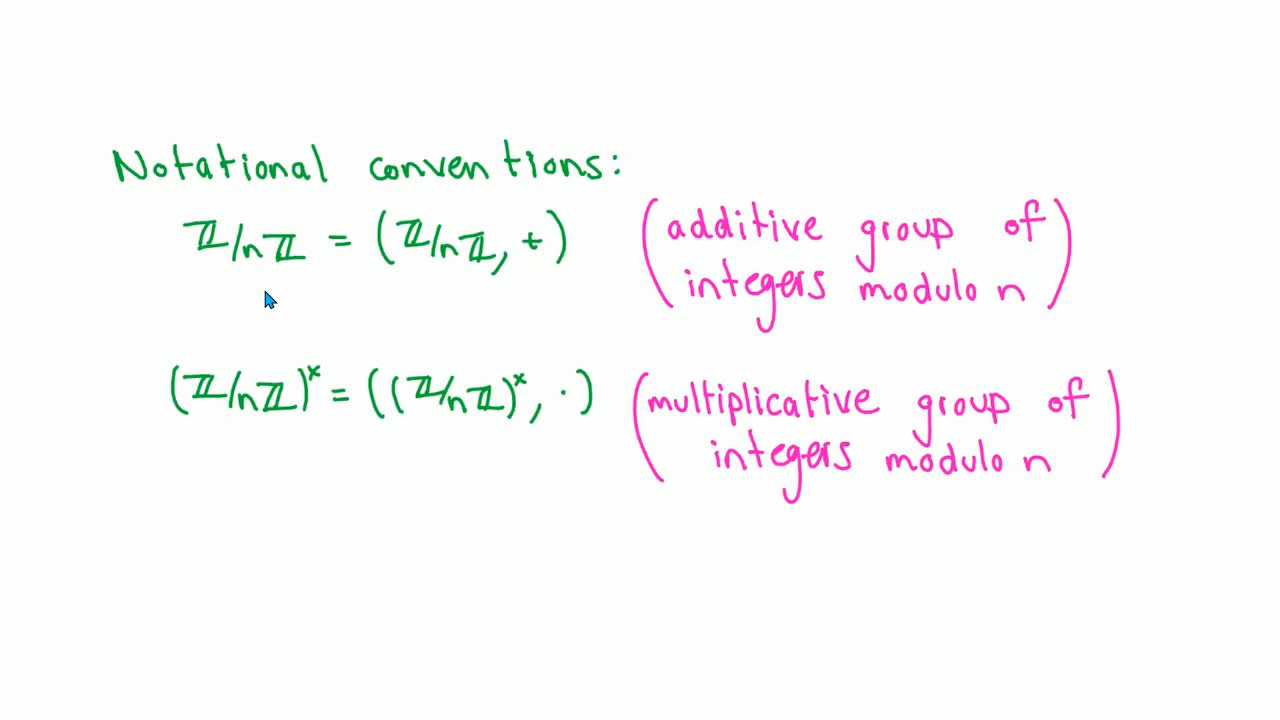 Notational conventions:
ℤ/nℤ = (ℤ/nℤ, +) (additive group of
integers modulo n)
(ℤ/nℤ)ˣ = ((ℤ/nℤ)ˣ, ·) (multiplicative group of
integers modulo n)